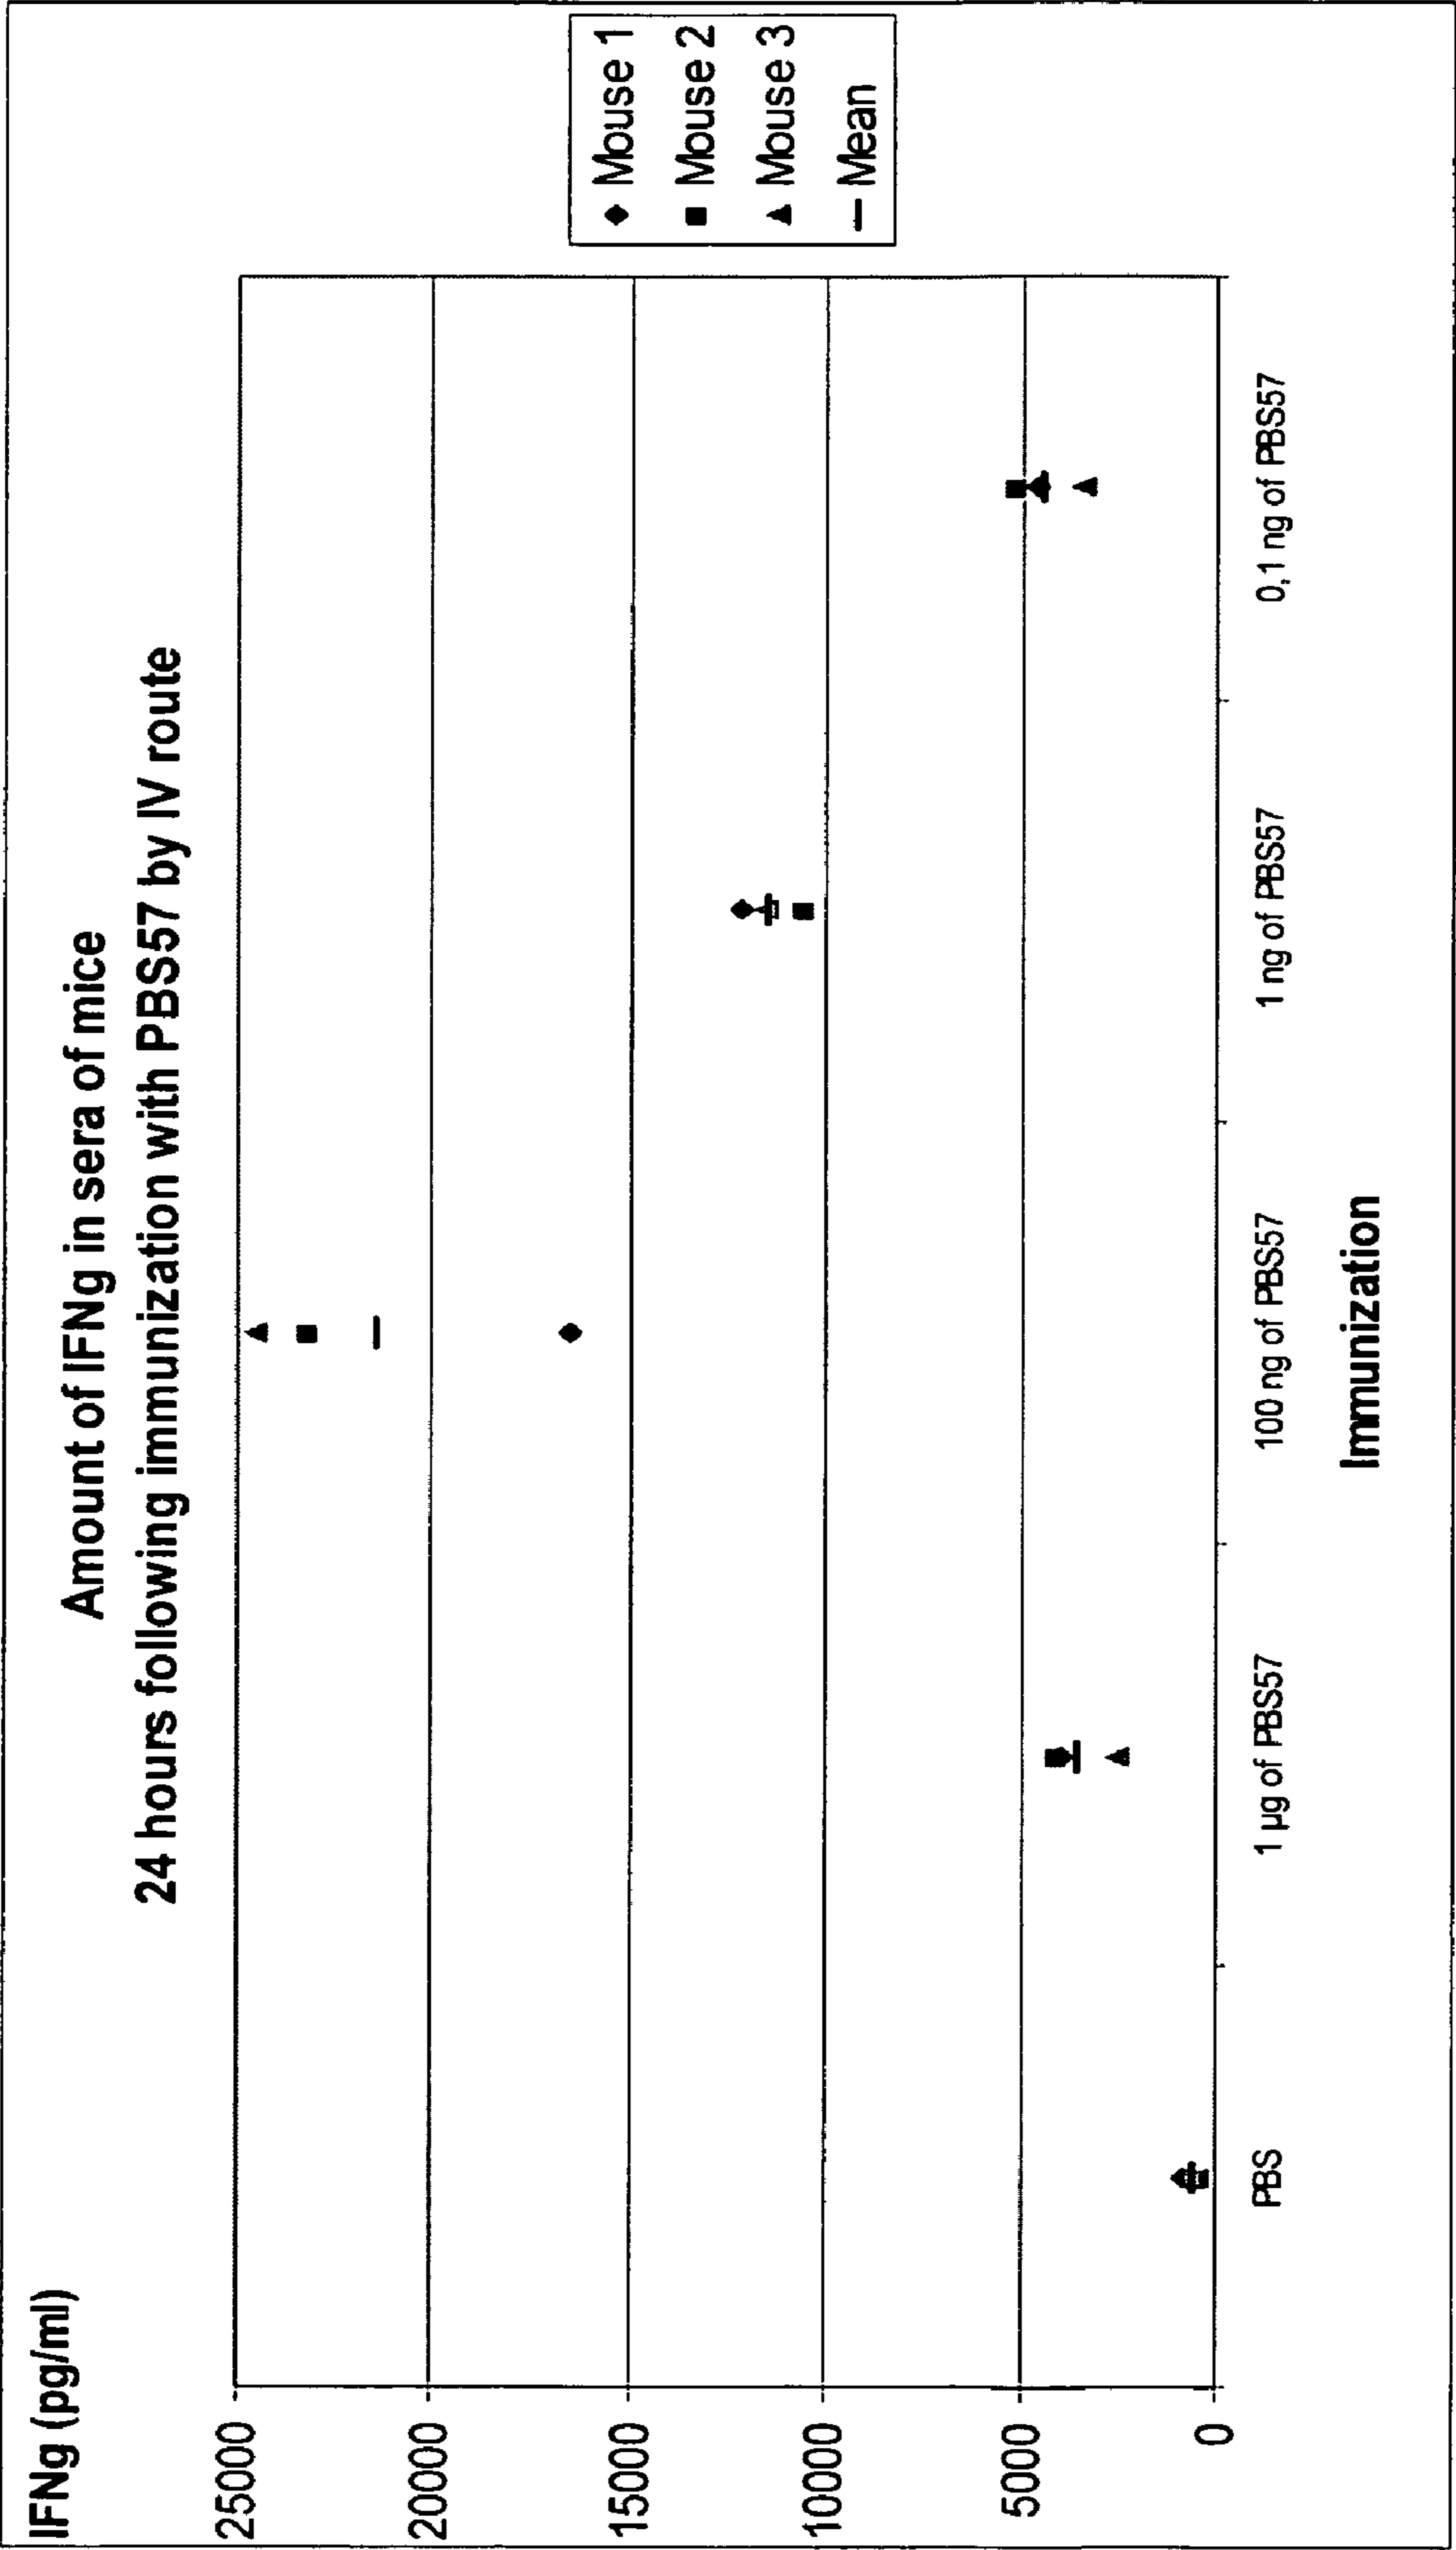 Amount of IFNg in sera of mice
24 hours following immunization with PBS57 by IV route
IFNg (pg/ml)
25000
20000
15000
10000
5000
0
PBS
1 µg of PBS57
100 ng of PBS57
1 ng of PBS57
0,1 ng of PBS57
Immunization
Mouse 1
Mouse 2
Mouse 3
Mean